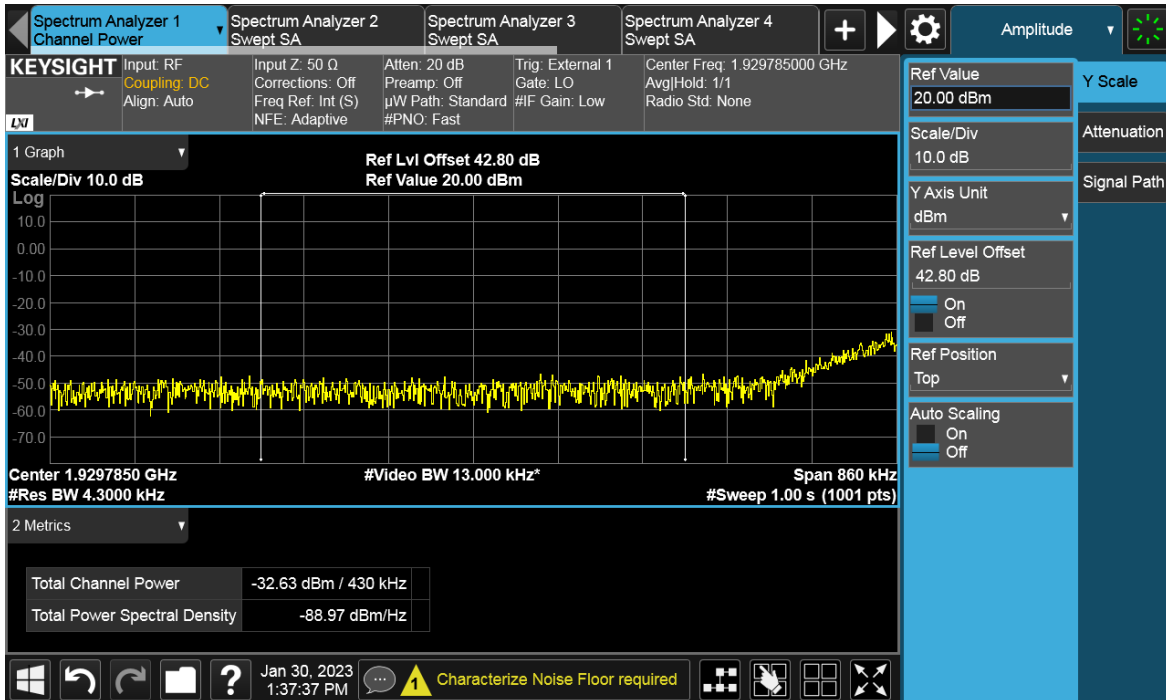 Spectrum Analyzer 1
Channel Power
Spectrum Analyzer 2
Swept SA
Spectrum Analyzer 3
Swept SA
Spectrum Analyzer 4
Swept SA
Amplitude
KEYSIGHT
LXI
Input: RF
Coupling: DC
Align: Auto
Input Z: 50 Ω
Corrections: Off
Freq Ref: Int (S)
NFE: Adaptive
Atten: 20 dB
Preamp: Off
µW Path: Standard
#PNO: Fast
Trig: External 1
Gate: LO
#IF Gain: Low
Center Freq: 1.929785000 GHz
Avg|Hold: 1/1
Radio Std: None
1 Graph
Scale/Div 10.0 dB
Ref Lvl Offset 42.80 dB
Ref Value 20.00 dBm
Log
10.0
0.00
-10.0
-20.0
-30.0
-40.0
-50.0
-60.0
-70.0
Center 1.9297850 GHz
#Video BW 13.000 kHz*
Span 860 kHz
#Res BW 4.3000 kHz
#Sweep 1.00 s (1001 pts)
2 Metrics
Total Channel Power -32.63 dBm / 430 kHz
Total Power Spectral Density -88.97 dBm/Hz
Ref Value
20.00 dBm
Scale/Div
10.0 dB
Y Axis Unit
dBm
Ref Level Offset
42.80 dB
On
Off
Ref Position
Top
Auto Scaling
On
Off
Y Scale
Attenuation
Signal Path
?
Jan 30, 2023
1:37:37 PM
1
Characterize Noise Floor required